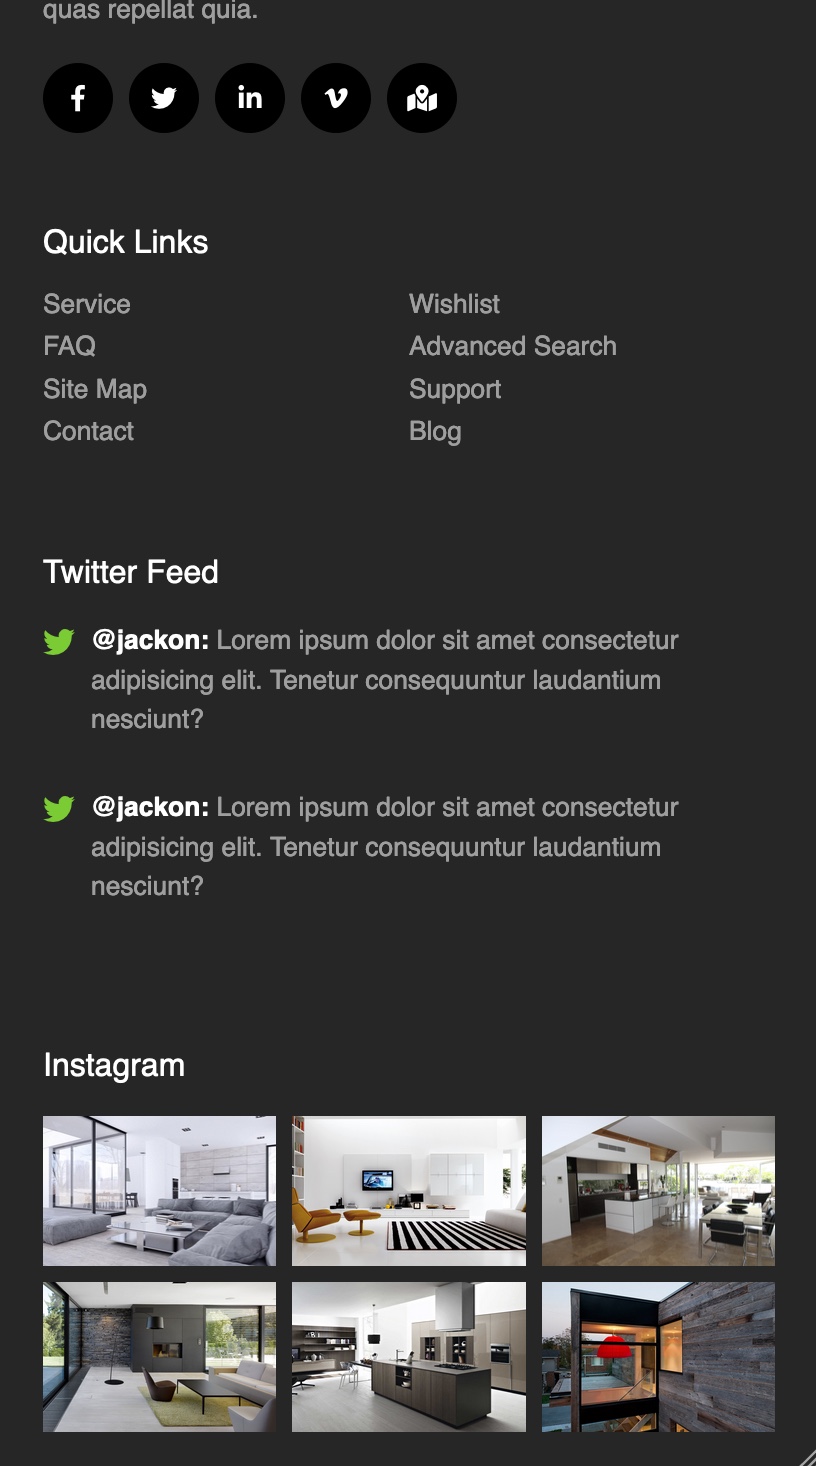 quas repellat quia.
Quick Links
Service
Wishlist
FAQ
Advanced Search
Site Map
Support
Contact
Blog
Twitter Feed
@jackon: Lorem ipsum dolor sit amet consectetur
adipisicing elit. Tenetur consequuntur laudantium
nesciunt?
@jackon: Lorem ipsum dolor sit amet consectetur
adipisicing elit. Tenetur consequuntur laudantium
nesciunt?
Instagram